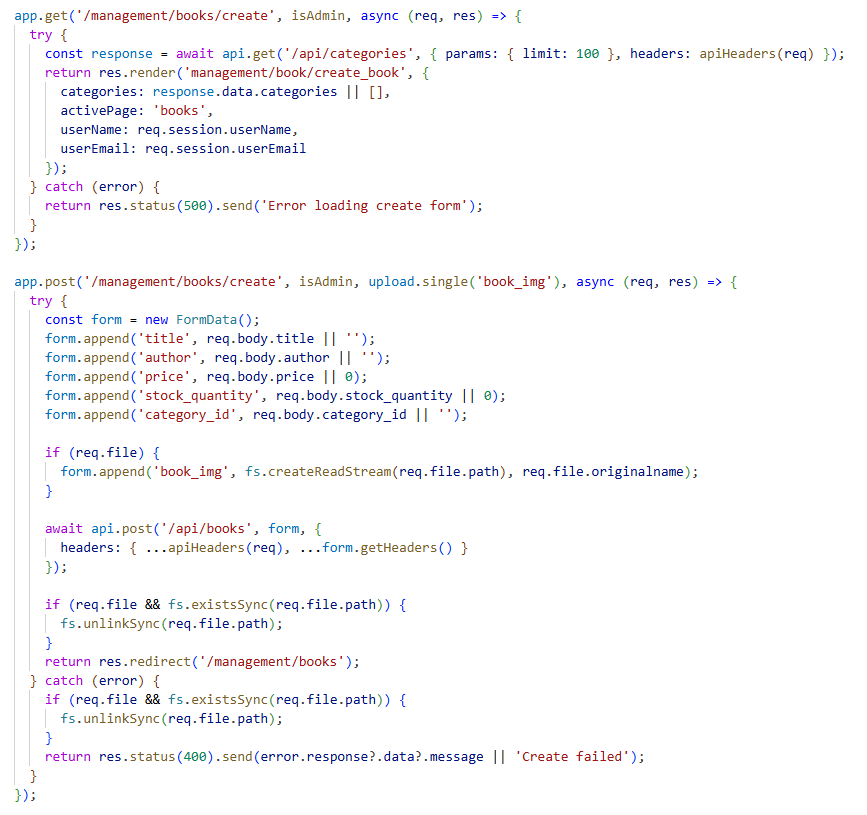 app.get('/management/books/create', isAdmin, async (req, res) => {
  try {
    const response = await api.get('/api/categories', { params: { limit: 100 }, headers: apiHeaders(req) });
    return res.render('management/book/create_book', {
      categories: response.data.categories || [],
      activePage: 'books',
      userName: req.session.userName,
      userEmail: req.session.userEmail
    });
  } catch (error) {
    return res.status(500).send('Error loading create form');
  }
});

app.post('/management/books/create', isAdmin, upload.single('book_img'), async (req, res) => {
  try {
    const form = new FormData();
    form.append('title', req.body.title || '');
    form.append('author', req.body.author || '');
    form.append('price', req.body.price || 0);
    form.append('stock_quantity', req.body.stock_quantity || 0);
    form.append('category_id', req.body.category_id || '');

    if (req.file) {
      form.append('book_img', fs.createReadStream(req.file.path), req.file.originalname);
    }

    await api.post('/api/books', form, {
      headers: { ...apiHeaders(req), ...form.getHeaders() }
    });

    if (req.file && fs.existsSync(req.file.path)) {
      fs.unlinkSync(req.file.path);
    }
    return res.redirect('/management/books');
  } catch (error) {
    if (req.file && fs.existsSync(req.file.path)) {
      fs.unlinkSync(req.file.path);
    }
    return res.status(400).send(error.response?.data?.message || 'Create failed');
  }
});